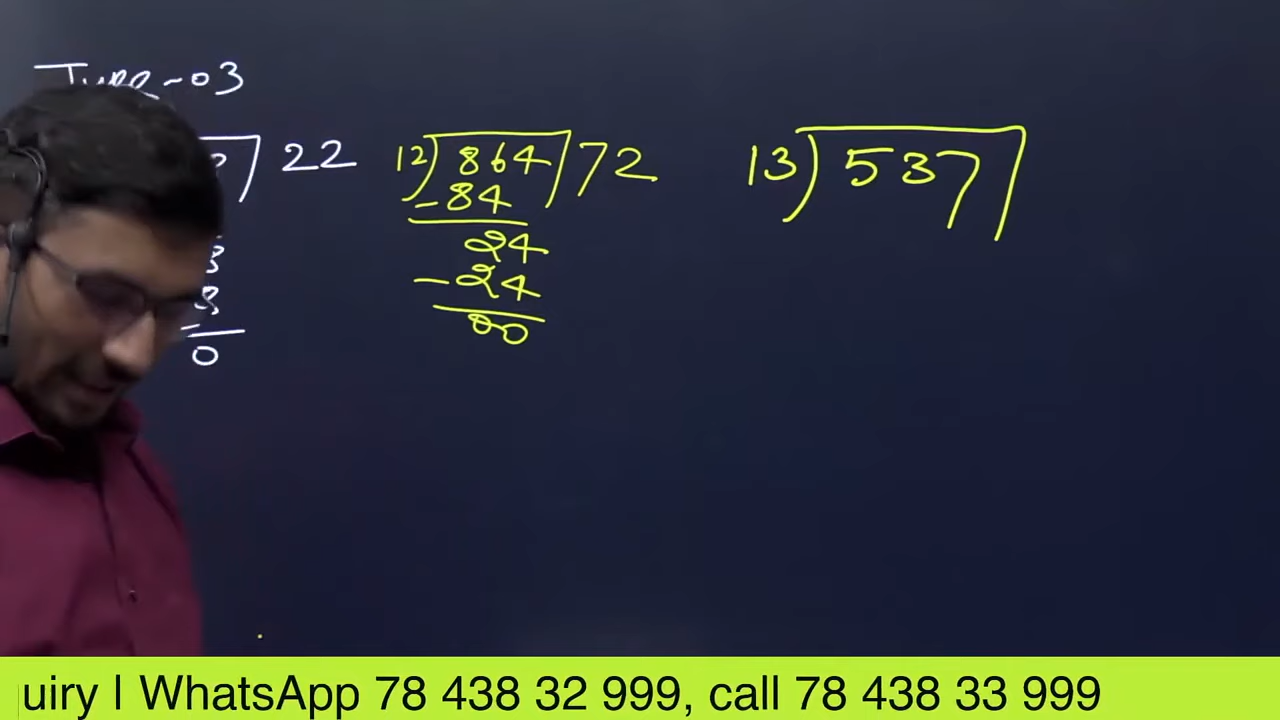 Type-03
22
12) 864 ) 72
-84
24
-24
00
8
0
13) 537 )
uiry | WhatsApp 78 438 32 999, call 78 438 33 999